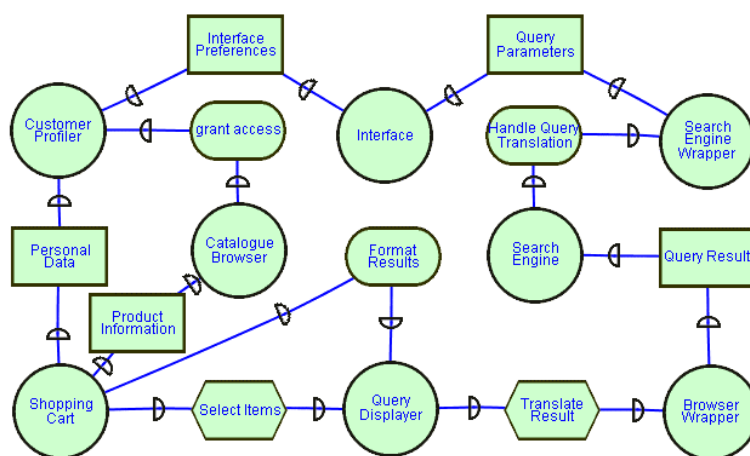 Interface
Preferences
Query
Parameters
Customer
Profiler
grant access
Interface
Handle Query
Translation
Search
Engine
Wrapper
Personal
Data
Catalogue
Browser
Format
Results
Search
Engine
Query Result
Product
Information
Shopping
Cart
Select Items
Query
Displayer
Translate
Result
Browser
Wrapper